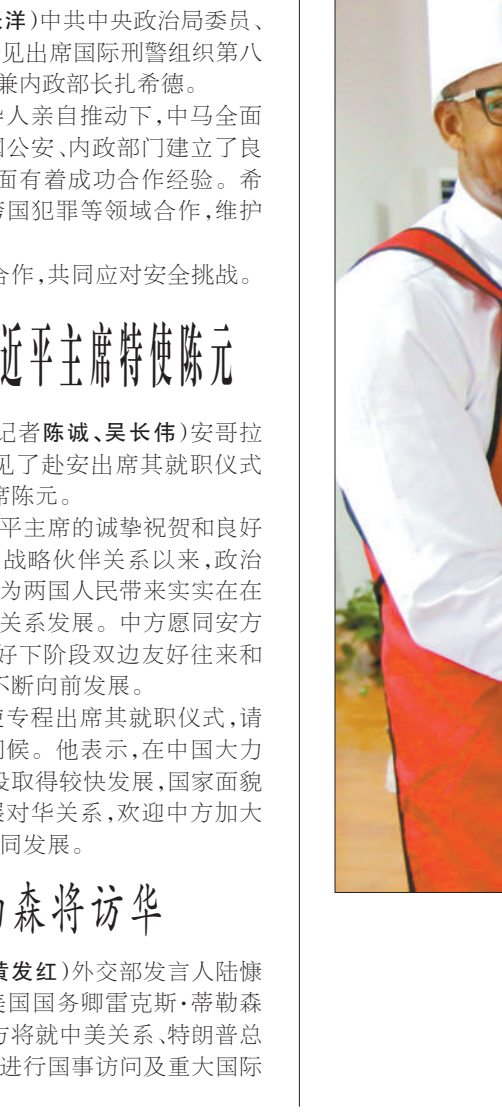 洋)中共中央政治局委员、
见出席国际刑警组织第八
兼内政部长扎希德。
人亲自推动下,中马全面
公安、内政部门建立了良
面有着成功合作经验。希
国犯罪等领域合作,维护
合作,共同应对安全挑战。
近平主席特使陈元
记者陈诚、吴长伟)安哥拉
见了赴安出席其就职仪式
席陈元。
平主席的诚挚祝贺和良好
战略伙伴关系以来,政治
为两国人民带来实实在在
关系发展。中方愿同安方
好下阶段双边友好往来和
不断向前发展。
专程出席其就职仪式,请
候。他表示,在中国大力
设取得较快发展,国家面貌
展对华关系,欢迎中方加大
同发展。
森将访华
黄发红)外交部发言人陆慷
美国国务卿雷克斯·蒂勒森
方将就中美关系、特朗普总
进行国事访问及重大国际